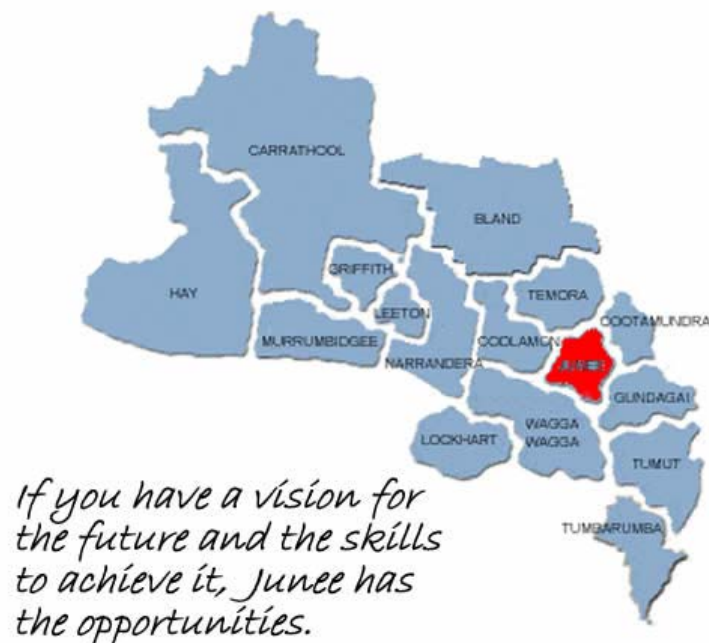 CARRATHOOL
BLAND
HAY
GRIFFITH
TEMORA
LEETON
COOTAMUNDRA
MURRUMBIDGEE
COOLAMON
NARRANDERA
JUNEE
GUNDAGAI
WAGGA
WAGGA
LOCKHART
TUMUT
TUMBARUMBA
If you have a vision for
the future and the skills
to achieve it, Junee has
the opportunities.